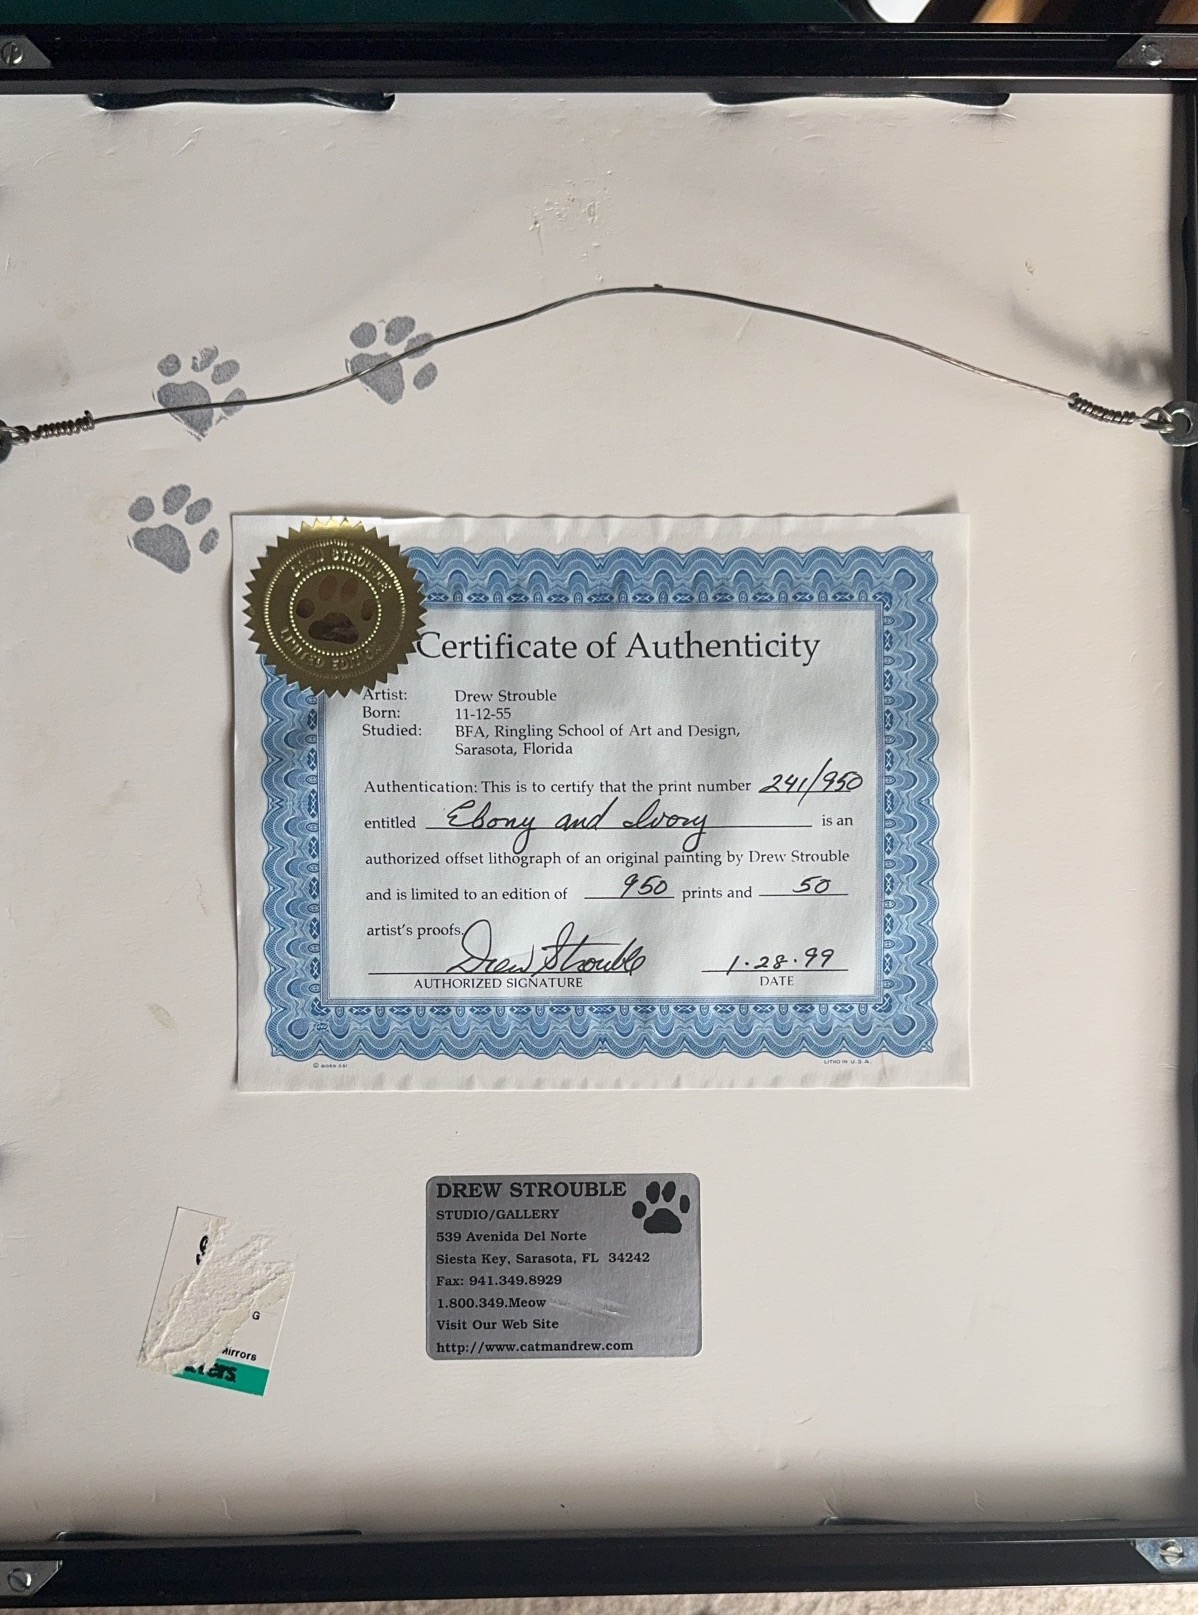 DREW STROUBLE
LIMITED EDITION
Certificate of Authenticity
Artist: Drew Strouble
Born: 11-12-55
Studied: BFA, Ringling School of Art and Design,
Sarasota, Florida
Authentication: This is to certify that the print number 241/950
entitled Ebony and Ivory is an
authorized offset lithograph of an original painting by Drew Strouble
and is limited to an edition of 950 prints and 50
artist's proofs.
Drew Strouble 1·28·99
AUTHORIZED SIGNATURE DATE
LITHO IN U.S.A.
DREW STROUBLE
STUDIO/GALLERY
539 Avenida Del Norte
Siesta Key, Sarasota, FL 34242
Fax: 941.349.8929
1.800.349.Meow
Visit Our Web Site
http://www.catmandrew.com
G
Mirrors